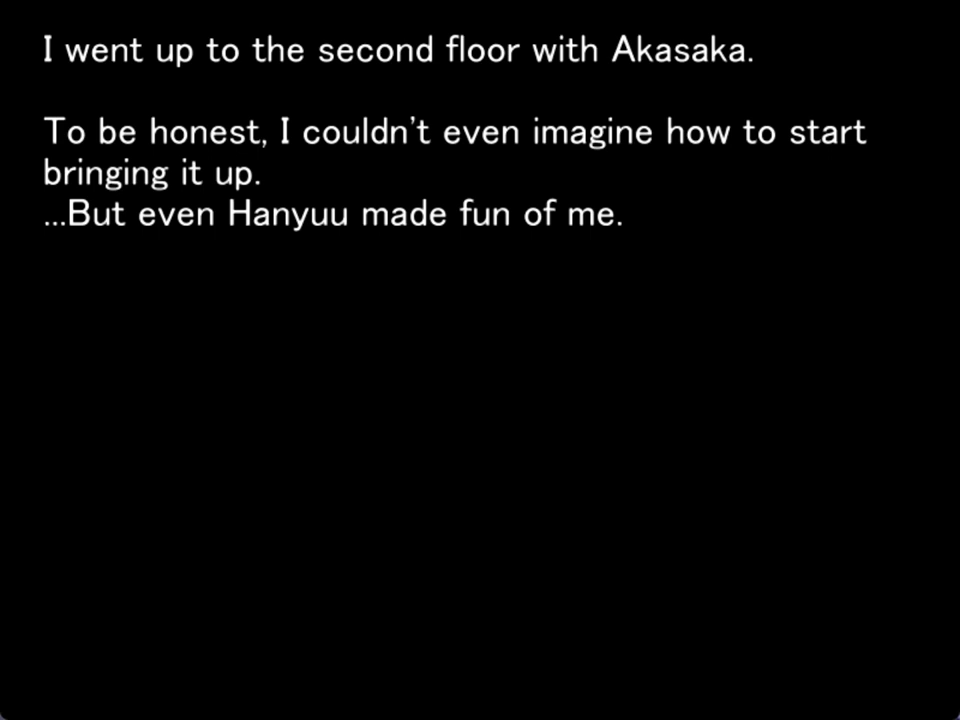 I went up to the second floor with Akasaka.
To be honest, I couldn't even imagine how to start
bringing it up.
...But even Hanyuu made fun of me.